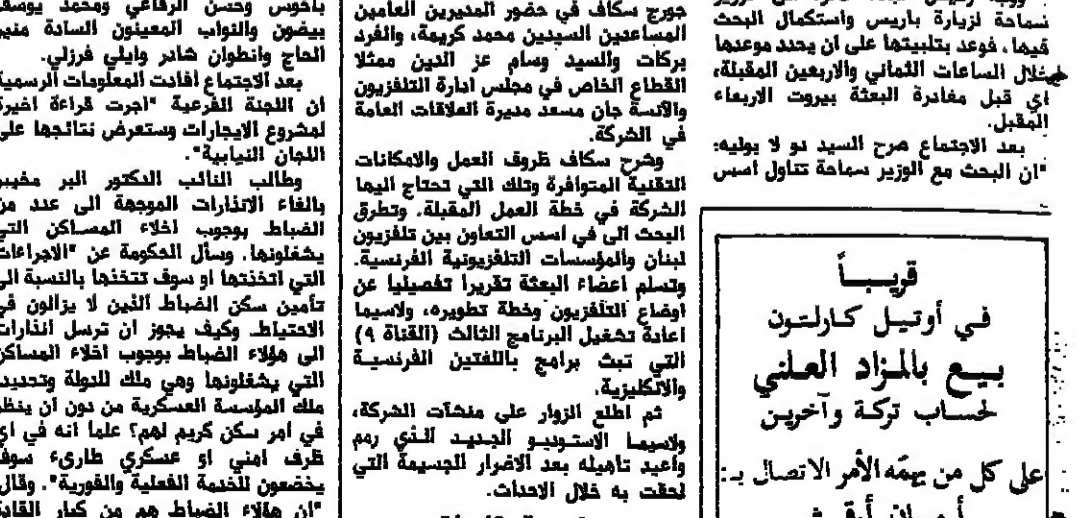 سماحة لزيارة باريس واستكمال البحث
فيها. فوعد بتلبيتها على ان يحدد موعدها
خلال الساعات الثماني والاربعين المقبلة،
اي قبل مغادرة البعثة بيروت الاربعاء
المقبل.
بعد الاجتماع صرح السيد دو لا بوليه:
"ان البحث مع الوزير سماحة تناول اسس
قريباً
في أوتيل كارلتون
بيع بالمزاد العلني
لحساب تركة وآخرين
على كل من يهمّه الأمر الاتصال بـ:
جورج سكاف في حضور المديرين العامين
المساعدين السيدين محمد كريمة، والفرد
بركات والسيد وسام عز الدين ممثلا
القطاع الخاص في مجلس ادارة التلفزيون
والآنسة جان مسعد مديرة العلاقات العامة
في الشركة.
وشرح سكاف ظروف العمل والامكانات
التقنية المتوافرة وتلك التي تحتاج اليها
الشركة في خطة العمل المقبلة. وتطرق
البحث الى في اسس التعاون بين تلفزيون
لبنان والمؤسسات التلفزيونية الفرنسية.
وتسلم اعضاء البعثة تقريرا تفصيليا عن
اوضاع التلفزيون وخطة تطويره، ولاسيما
اعادة تشغيل البرنامج الثالث (القناة ٩)
التي تبث برامج باللغتين الفرنسية
والانكليزية.
ثم اطلع الزوار على منشآت الشركة،
ولاسيما الاستوديو الجديد الذي رمم
واعيد تأهيله بعد الاضرار الجسيمة التي
لحقت به خلال الاحداث.
باخوس وحسن الرفاعي ومحمد يوسف
بيضون والنواب المعينون السادة منير
الحاج وانطوان شادر وايلي فرزلي.
بعد الاجتماع افادت المعلومات الرسمية
ان اللجنة الفرعية "اجرت قراءة اخيرة
لمشروع الايجارات وستعرض نتائجها على
اللجان النيابية".
وطالب النائب الدكتور البر مخيبر
بالغاء الانذارات الموجهة الى عدد من
الضباط بوجوب اخلاء المساكن التي
يشغلونها. وسأل الحكومة عن "الاجراءات
التي اتخذتها او سوف تتخذها بالنسبة الى
تأمين سكن الضباط الذين لا يزالون في
الاحتياط. وكيف يجوز ان ترسل انذارات
الى هؤلاء الضباط بوجوب اخلاء المساكن
التي يشغلونها وهي ملك للدولة وتحديدا
ملك المؤسسة العسكرية من دون ان ينظر
في امر سكن كريم لهم؟ علما انه في اي
ظرف امني او عسكري طارىء سوف
يخضعون للخدمة الفعلية والفورية". وقال:
"ان هؤلاء الضباط هم من كبار القادة